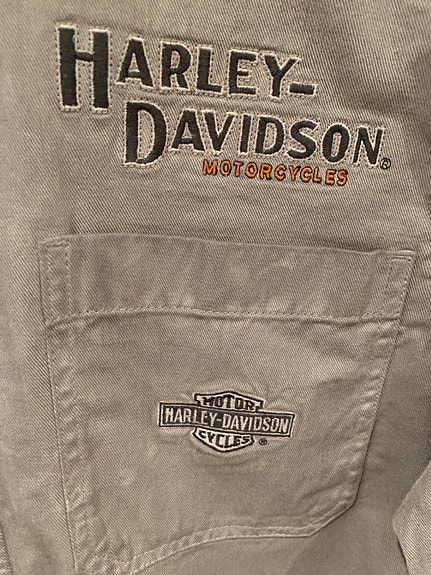 HARLEY-
DAVIDSON®
MOTORCYCLES
MOTOR
HARLEY-DAVIDSON
CYCLES®